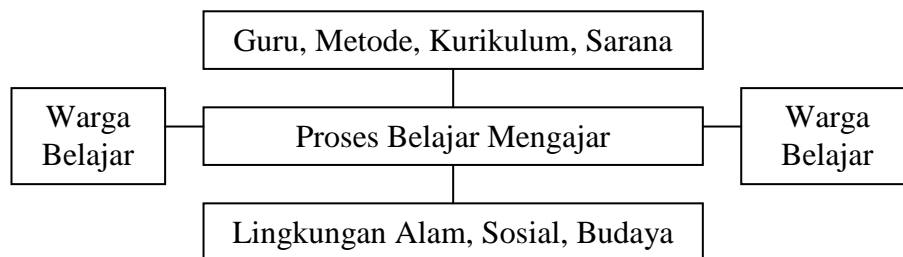 Guru, Metode, Kurikulum, Sarana
Warga
Belajar
Proses Belajar Mengajar
Warga
Belajar
Lingkungan Alam, Sosial, Budaya